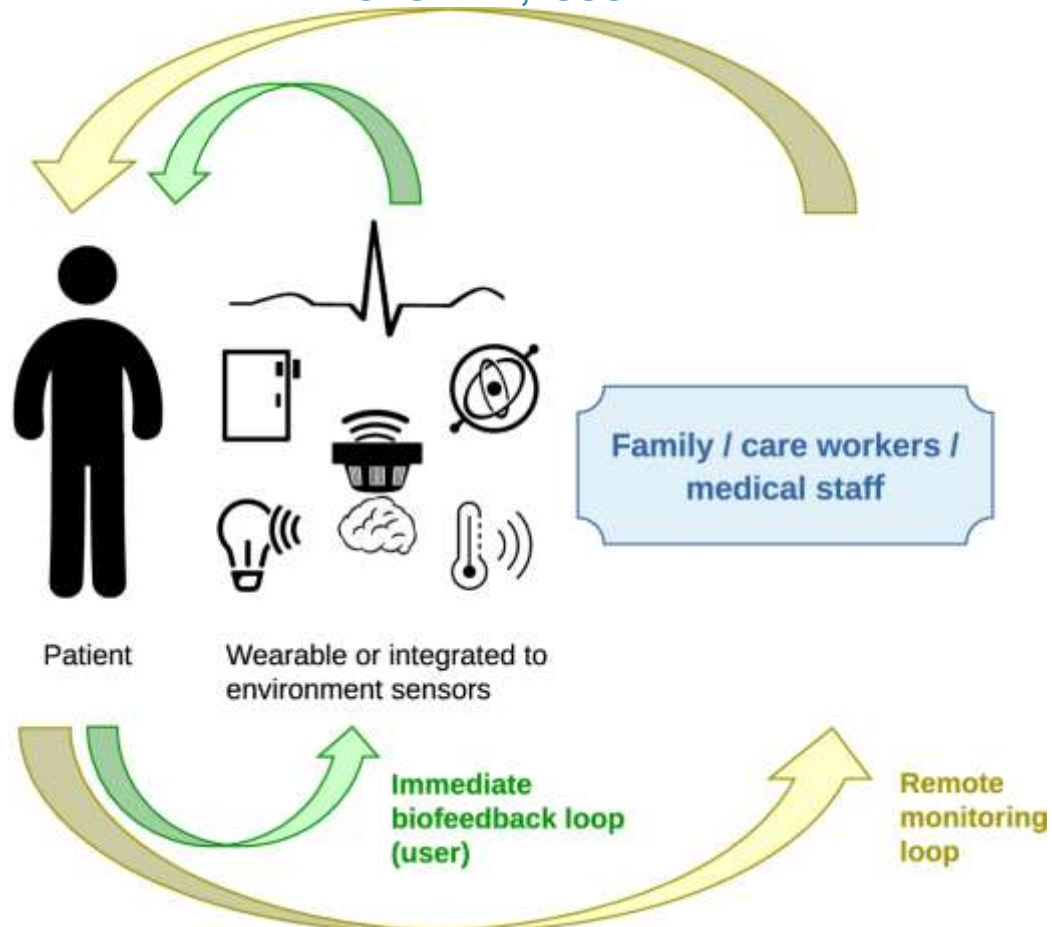 Family / care workers /
medical staff
Patient
Wearable or integrated to
environment sensors
Immediate
biofeedback loop
(user)
Remote
monitoring
loop